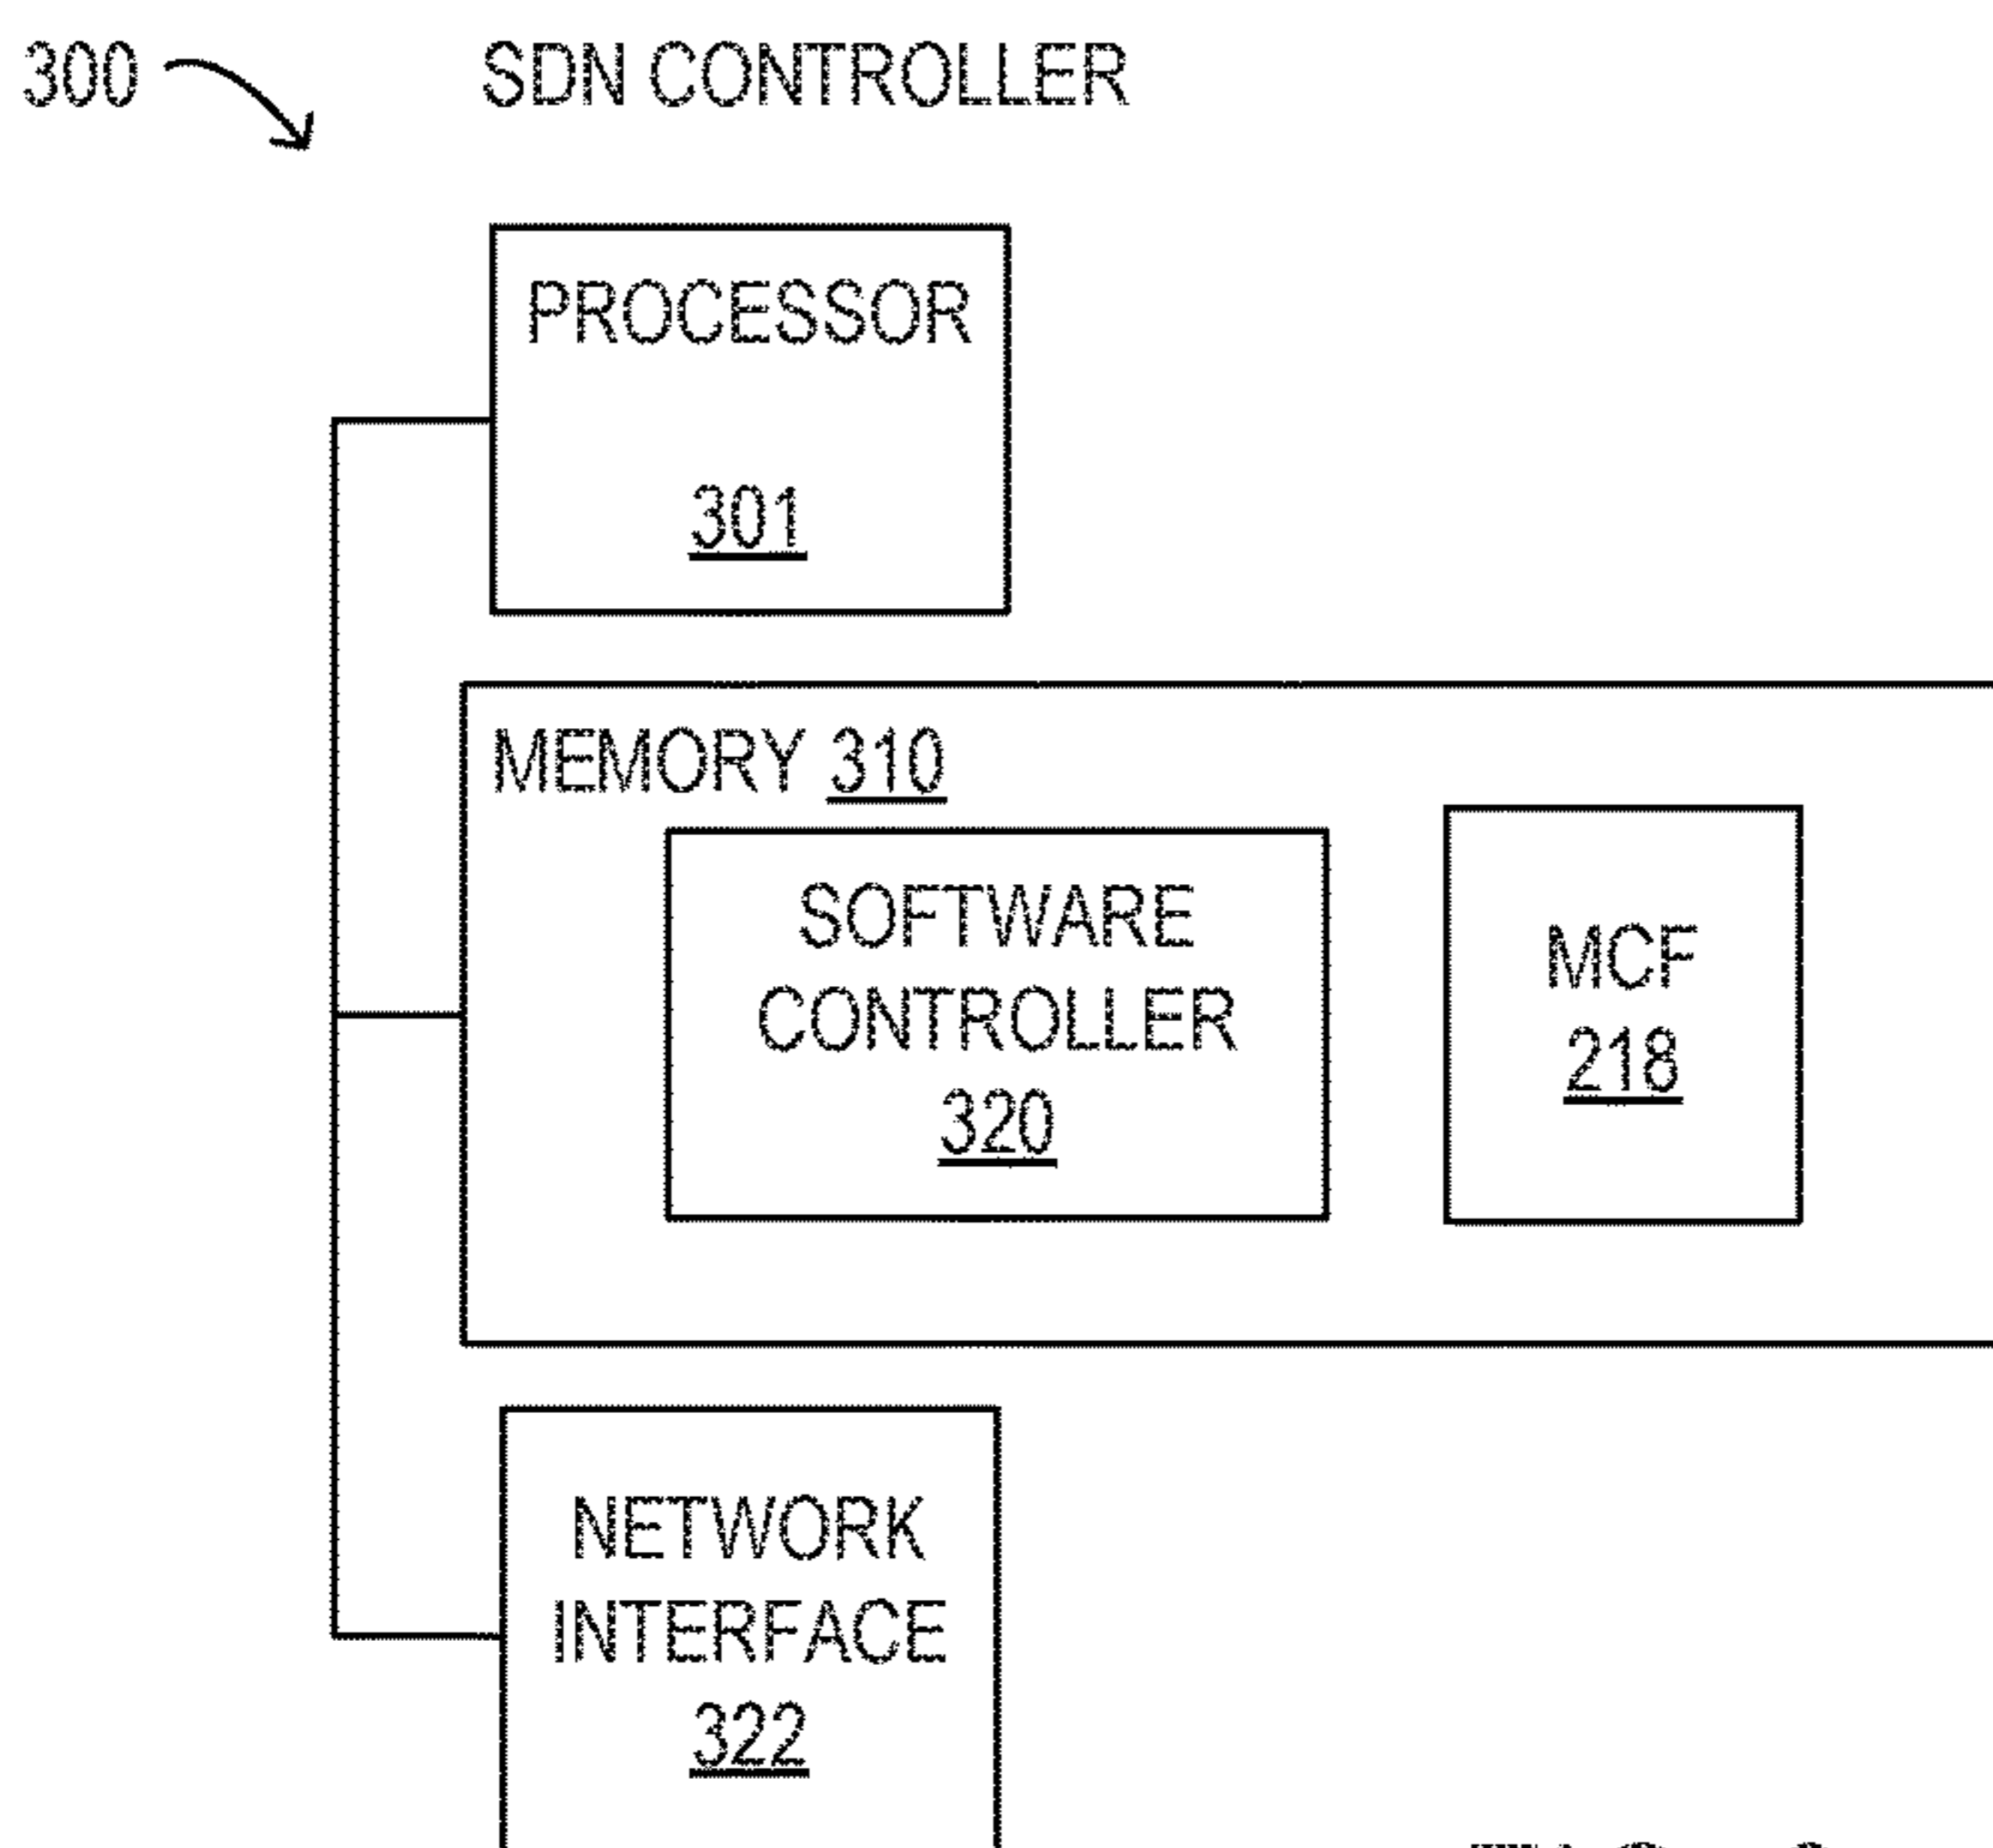 300 SDN CONTROLLER
PROCESSOR
301
MEMORY 310
SOFTWARE
CONTROLLER
320
MCF
218
NETWORK
INTERFACE
322